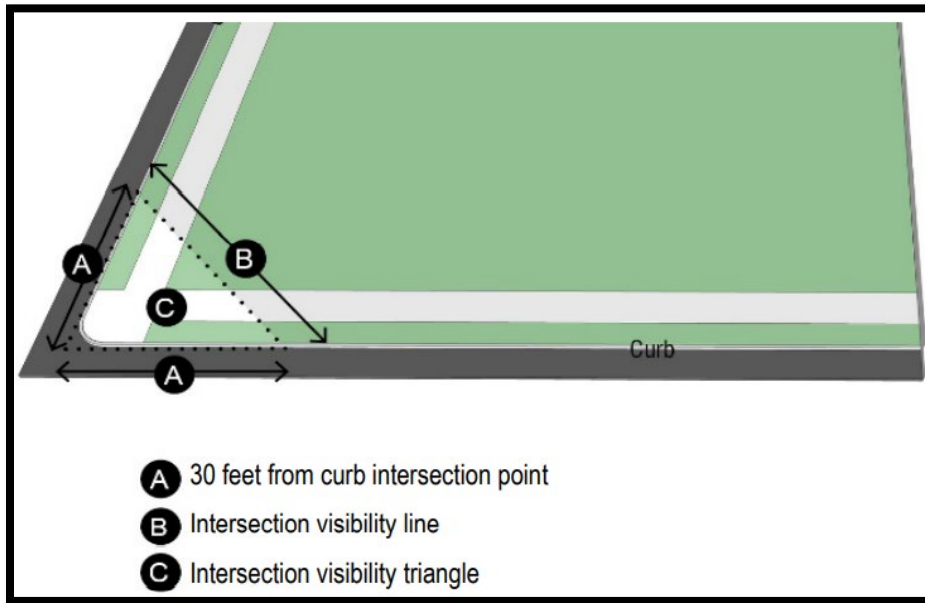 A
B
C
A
Curb
A 30 feet from curb intersection point
B Intersection visibility line
C Intersection visibility triangle